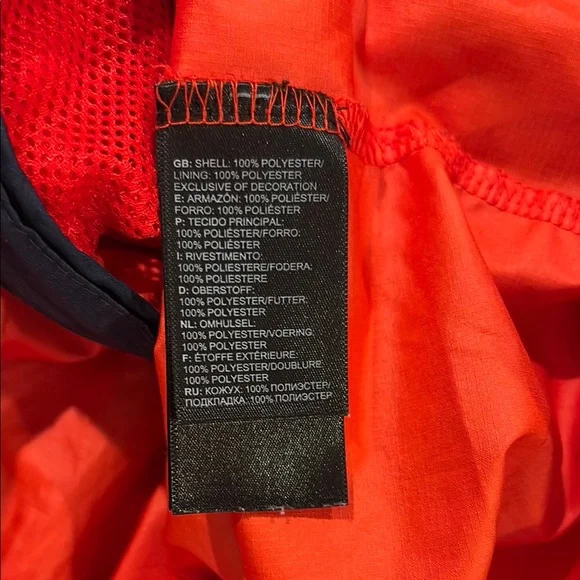 GB: SHELL: 100% POLYESTER/
LINING: 100% POLYESTER
EXCLUSIVE OF DECORATION
E: ARMAZÓN: 100% POLIÉSTER/
FORRO: 100% POLIÉSTER
P: TECIDO PRINCIPAL:
100% POLIÉSTER/FORRO:
100% POLIÉSTER
I: RIVESTIMENTO:
100% POLIESTERE/FODERA:
100% POLIESTERE
D: OBERSTOFF:
100% POLYESTER/FUTTER:
100% POLYESTER
NL: OMHULSEL:
100% POLYESTER/VOERING:
100% POLYESTER
F: ÉTOFFE EXTÉRIEURE:
100% POLYESTER/DOUBLURE
100% POLYESTER
RU: КОЖУХ: 100% ПОЛИЭСТЕР/
ПОДКЛАДКА:100% ПОЛИЭСТЕР